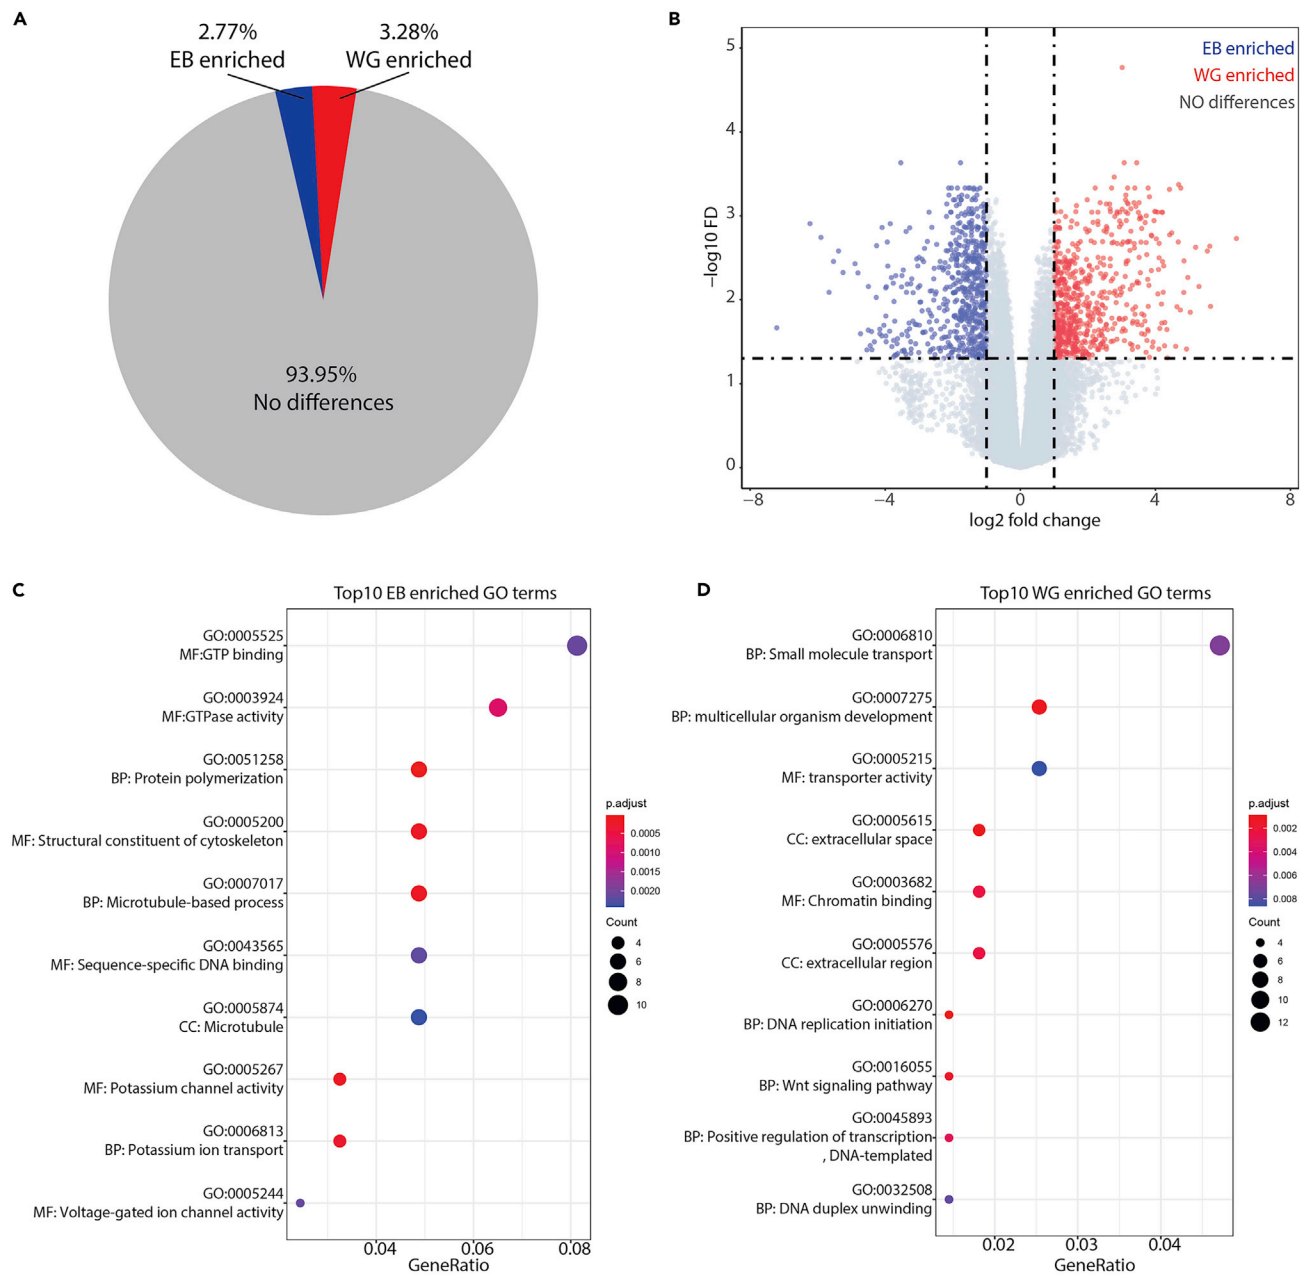 A
2.77%
EB enriched
3.28%
WG enriched
93.95%
No differences
B
EB enriched
WG enriched
NO differences
−log10 FD
5
4
3
2
1
0
−8
−4
0
4
8
log2 fold change
C
Top10 EB enriched GO terms
GO:0005525
MF:GTP binding
GO:0003924
MF:GTPase activity
GO:0051258
BP: Protein polymerization
GO:0005200
MF: Structural constituent of cytoskeleton
GO:0007017
BP: Microtubule-based process
GO:0043565
MF: Sequence-specific DNA binding
GO:0005874
CC: Microtubule
GO:0005267
MF: Potassium channel activity
GO:0006813
BP: Potassium ion transport
GO:0005244
MF: Voltage-gated ion channel activity
0.04
0.06
0.08
GeneRatio
p.adjust
0.0005
0.0010
0.0015
0.0020
Count
4
6
8
10
D
Top10 WG enriched GO terms
GO:0006810
BP: Small molecule transport
GO:0007275
BP: multicellular organism development
GO:0005215
MF: transporter activity
GO:0005615
CC: extracellular space
GO:0003682
MF: Chromatin binding
GO:0005576
CC: extracellular region
GO:0006270
BP: DNA replication initiation
GO:0016055
BP: Wnt signaling pathway
GO:0045893
BP: Positive regulation of transcription
, DNA-templated
GO:0032508
BP: DNA duplex unwinding
0.02
0.03
0.04
GeneRatio
p.adjust
0.002
0.004
0.006
0.008
Count
4
6
8
10
12